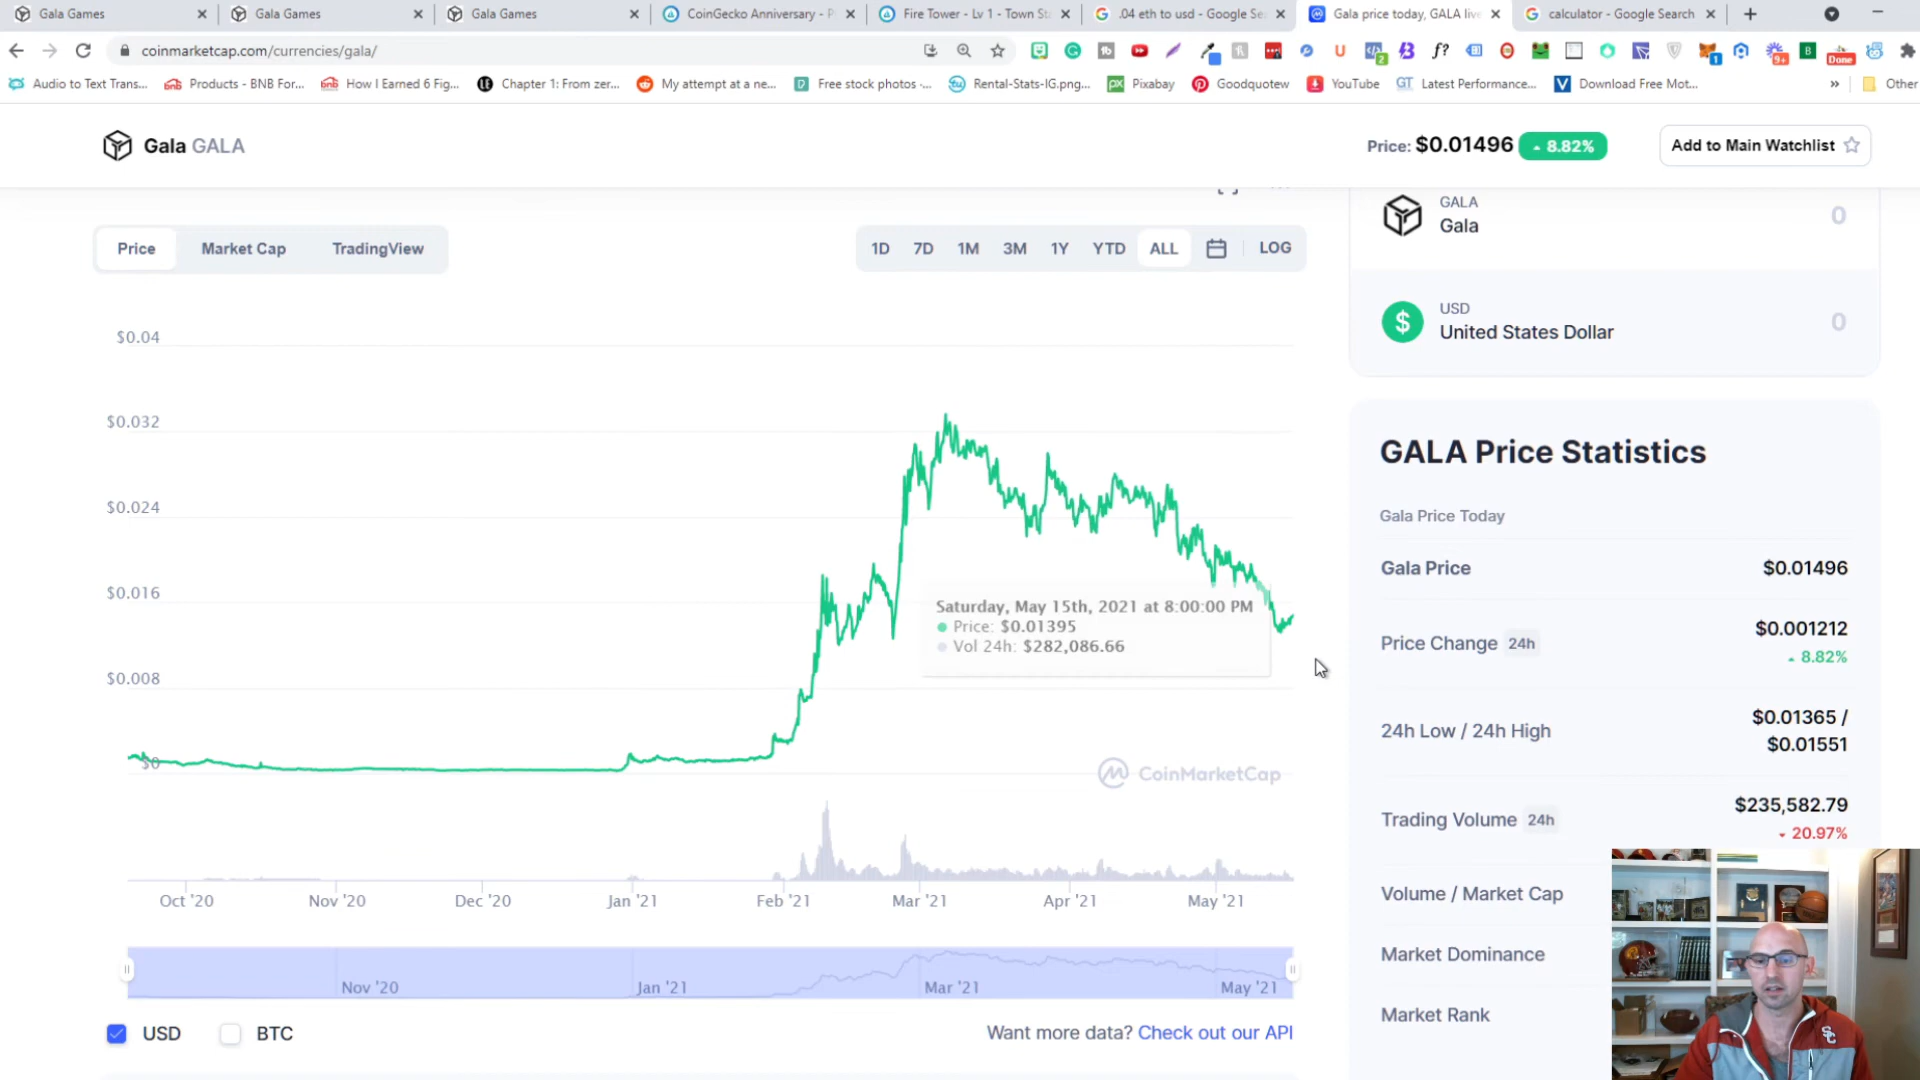 Gala Games
Gala Games
Gala Games
CoinGecko Anniversary - P
Fire Tower - Lv 1 - Town St
.04 eth to usd - Google Se
Gala price today, GALA live
calculator - Google Search
coinmarketcap.com/currencies/gala/
2
1
9+
Done
Audio to Text Trans...
Products - BNB For...
How I Earned 6 Fig...
Chapter 1: From zer...
My attempt at a ne...
Free stock photos -...
Rental-Stats-IG.png...
Pixabay
Goodquotew
YouTube
GT Latest Performance...
Download Free Mot...
»
Other
Gala GALA
Price: $0.01496
8.82%
Add to Main Watchlist
Price
Market Cap
TradingView
1D
7D
1M
3M
1Y
YTD
ALL
LOG
GALA
Gala
0
USD
United States Dollar
0
$0.04
$0.032
$0.024
$0.016
$0.008
$0
Saturday, May 15th, 2021 at 8:00:00 PM
Price: $0.01395
Vol 24h: $282,086.66
CoinMarketCap
Oct '20
Nov '20
Dec '20
Jan '21
Feb '21
Mar '21
Apr '21
May '21
Nov '20
Jan '21
Mar '21
May '21
USD
BTC
Want more data? Check out our API
GALA Price Statistics
Gala Price Today
Gala Price
$0.01496
Price Change 24h
$0.001212
8.82%
24h Low / 24h High
$0.01365 /
$0.01551
Trading Volume 24h
$235,582.79
20.97%
Volume / Market Cap
Market Dominance
Market Rank
SC